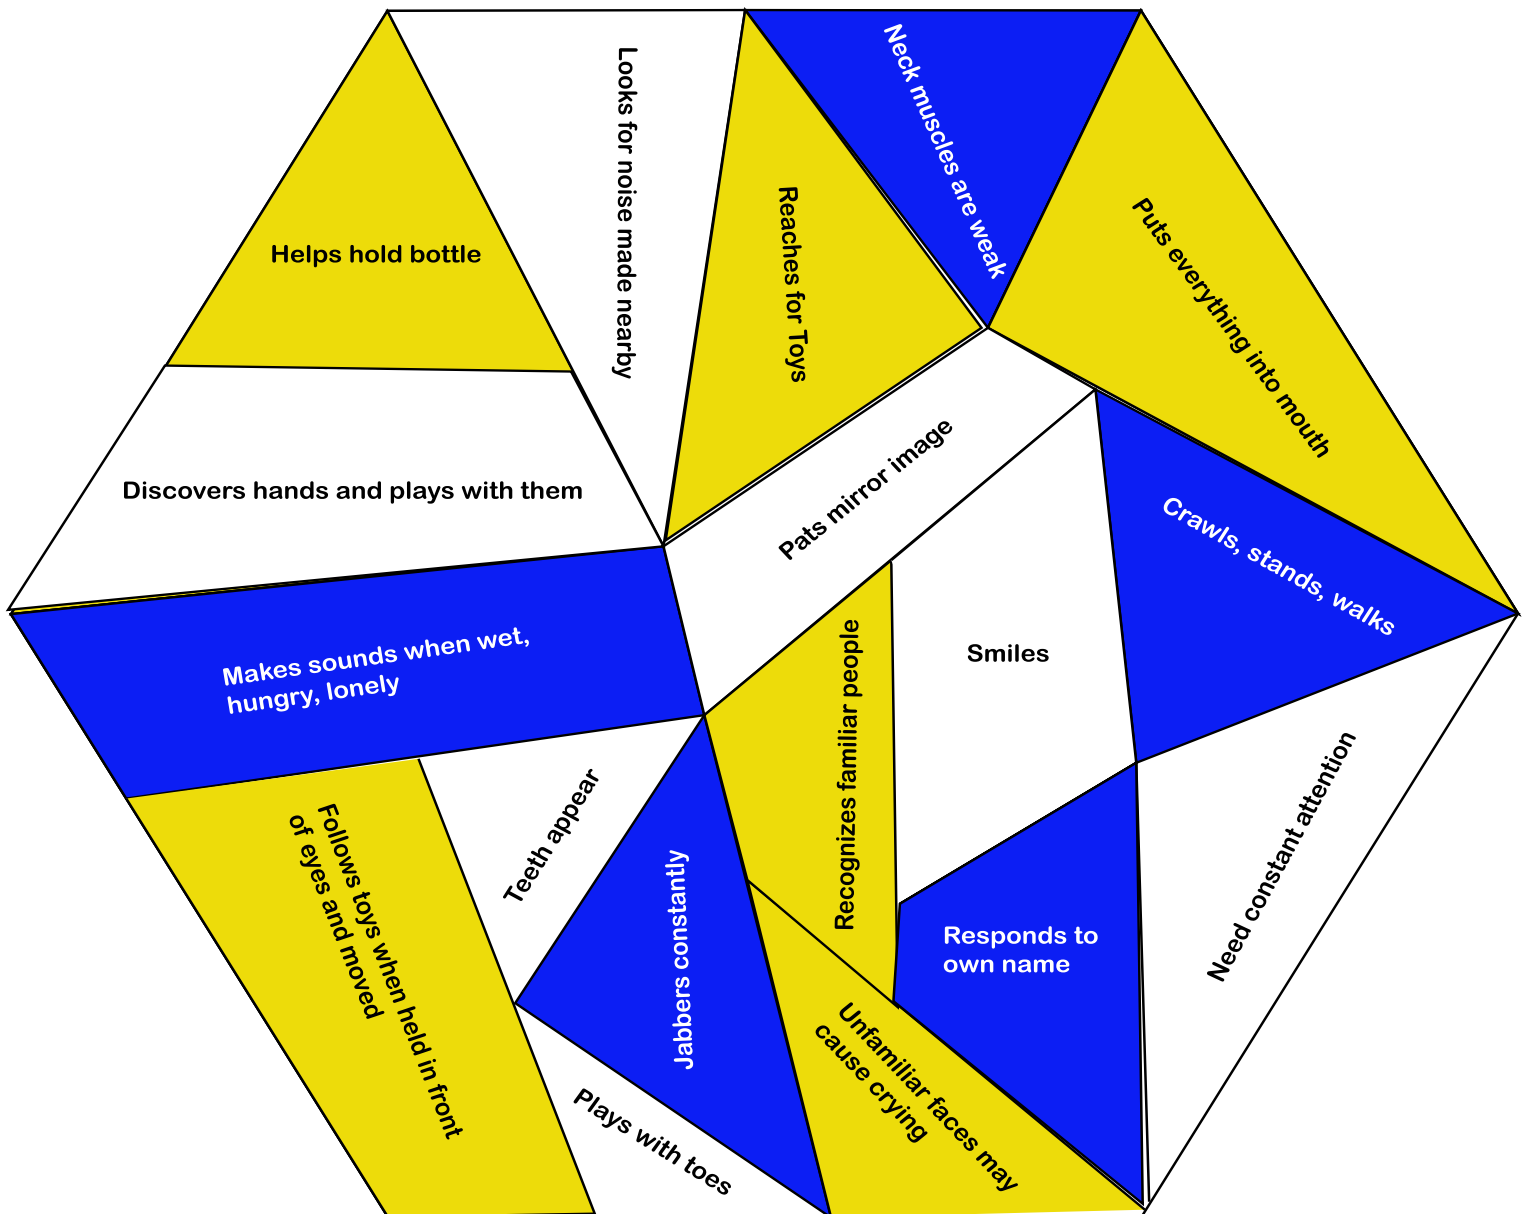 Looks for noise made nearby
Neck muscles are weak
Helps hold bottle
Reaches for Toys
Puts everything into mouth
Discovers hands and plays with them
Pats mirror image
Crawls, stands, walks
Makes sounds when wet,
hungry, lonely
Recognizes familiar people
Smiles
Teeth appear
Need constant attention
Follows toys when held in front
of eyes and moved
Jabbers constantly
Responds to
own name
Unfamiliar faces may
cause crying
Plays with toes